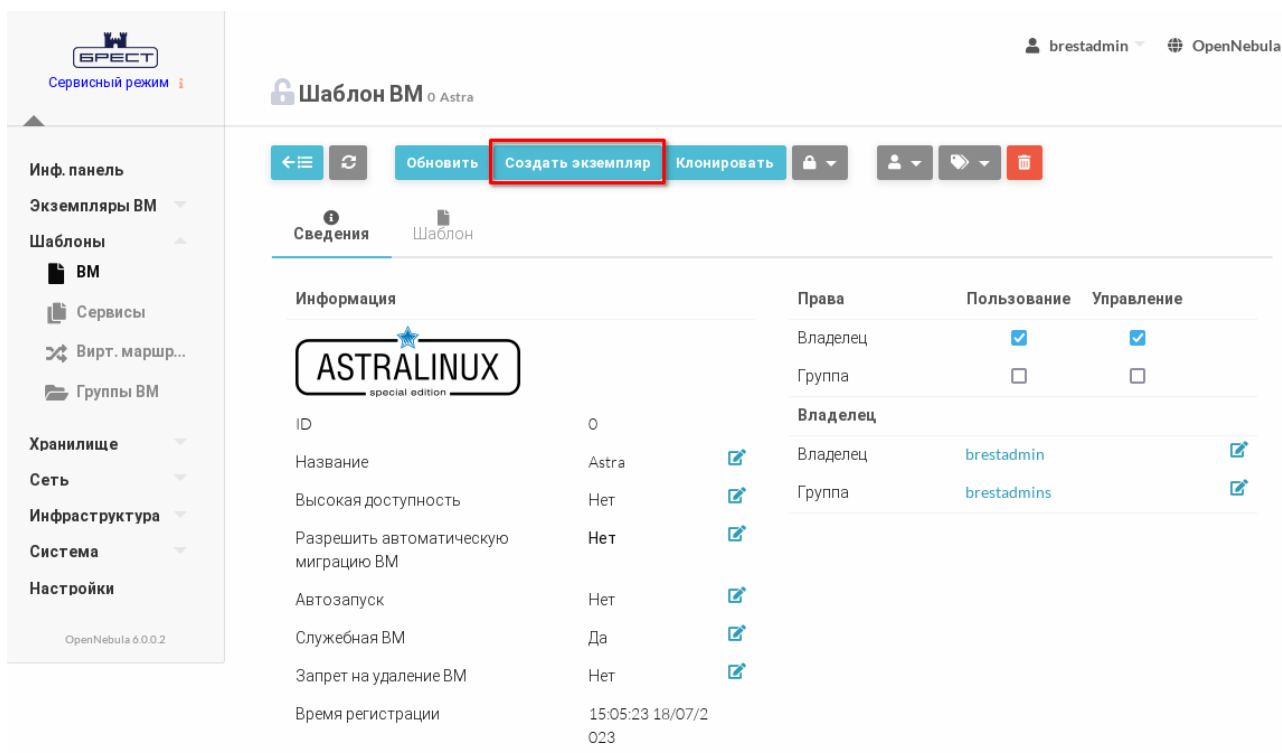 БРЕСТ
Сервисный режим i
brestadmin
OpenNebula
Шаблон ВМ 0 Astra
Обновить
Создать экземпляр
Клонировать
Инф. панель
Экземпляры ВМ
Шаблоны
ВМ
Сервисы
Вирт. маршр...
Группы ВМ
Хранилище
Сеть
Инфраструктура
Система
Настройки
OpenNebula 6.0.0.2
Сведения
Шаблон
Информация
ASTRALINUX
special edition
ID 0
Название Astra
Высокая доступность Нет
Разрешить автоматическую Нет
миграцию ВМ
Автозапуск Нет
Служебная ВМ Да
Запрет на удаление ВМ Нет
Время регистрации 15:05:23 18/07/2
023
Права Пользование Управление
Владелец
Группа
Владелец
Владелец brestadmin
Группа brestadmins